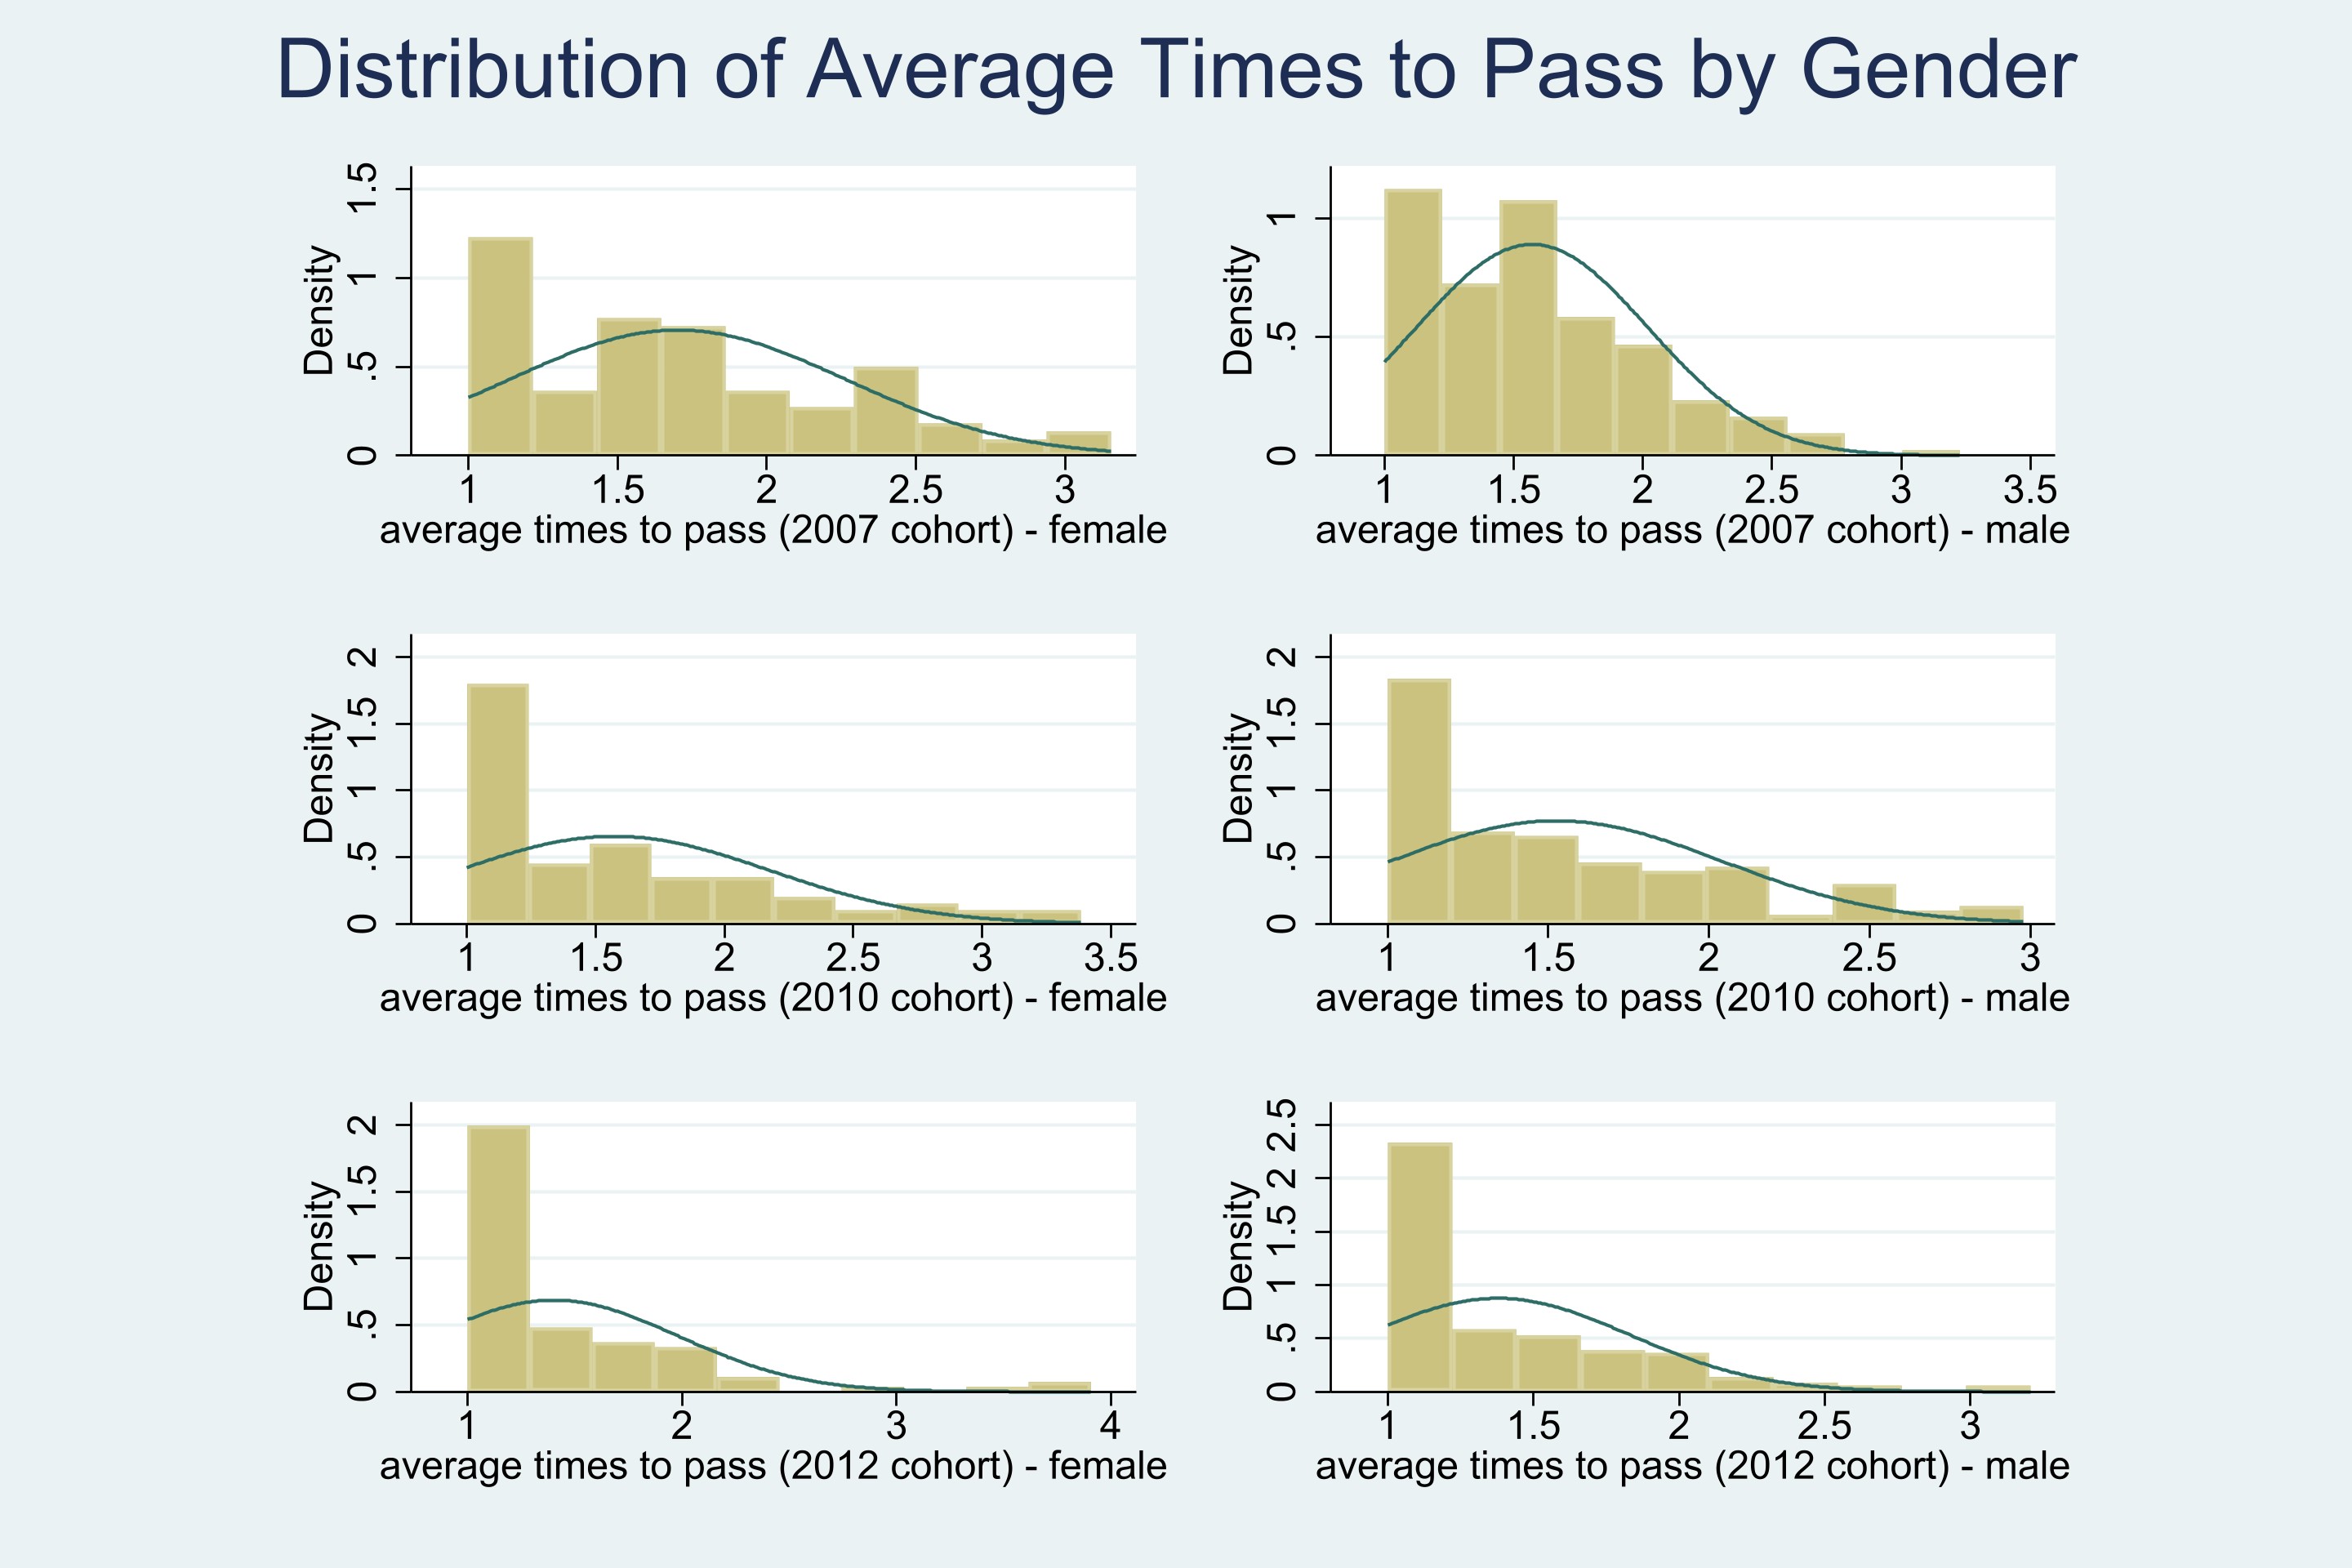 Distribution of Average Times to Pass by Gender
Density
0 .5 1 1.5
1 1.5 2 2.5 3
average times to pass (2007 cohort) - female
Density
0 .5 1
1 1.5 2 2.5 3 3.5
average times to pass (2007 cohort) - male
Density
0 .5 1 1.5 2
1 1.5 2 2.5 3 3.5
average times to pass (2010 cohort) - female
Density
0 .5 1 1.5 2
1 1.5 2 2.5 3
average times to pass (2010 cohort) - male
Density
0 .5 1 1.5 2
1 2 3 4
average times to pass (2012 cohort) - female
Density
0 .5 1 1.5 2 2.5
1 1.5 2 2.5 3
average times to pass (2012 cohort) - male